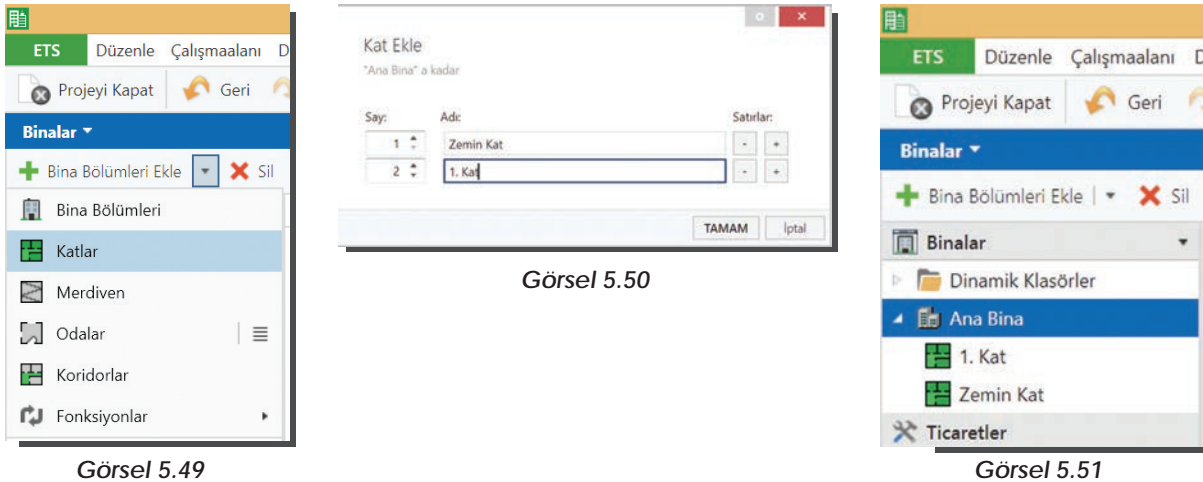 ETS Düzenle Çalışmaalanı D
Projeyi Kapat Geri
Binalar
Bina Bölümleri Ekle Sil
Bina Bölümleri
Katlar
Merdiven
Odalar
Koridorlar
Fonksiyonlar
Görsel 5.49
Kat Ekle
"Ana Bina" a kadar
Say: Adı: Satırlar:
1 Zemin Kat - +
2 1. Kat - +
TAMAM İptal
Görsel 5.50
ETS Düzenle Çalışmaalanı D
Projeyi Kapat Geri
Binalar
Bina Bölümleri Ekle Sil
Binalar
Dinamik Klasörler
Ana Bina
1. Kat
Zemin Kat
Ticaretler
Görsel 5.51